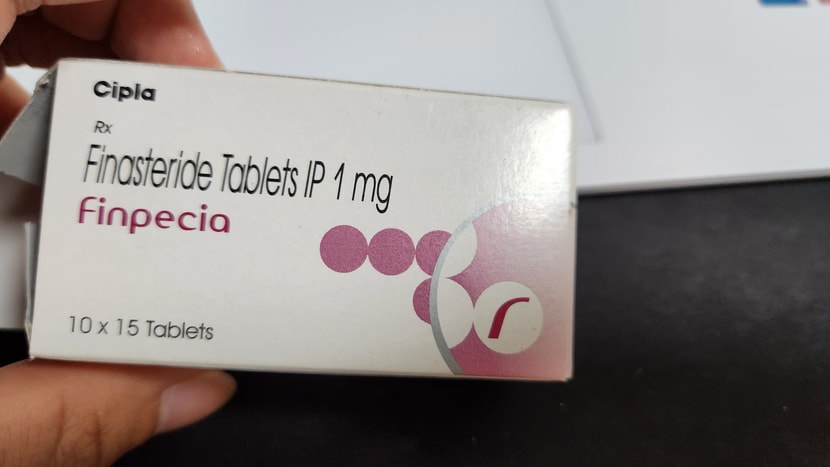 Cipla
Rx
Finasteride Tablets IP 1 mg
Finpecia
10 x 15 Tablets